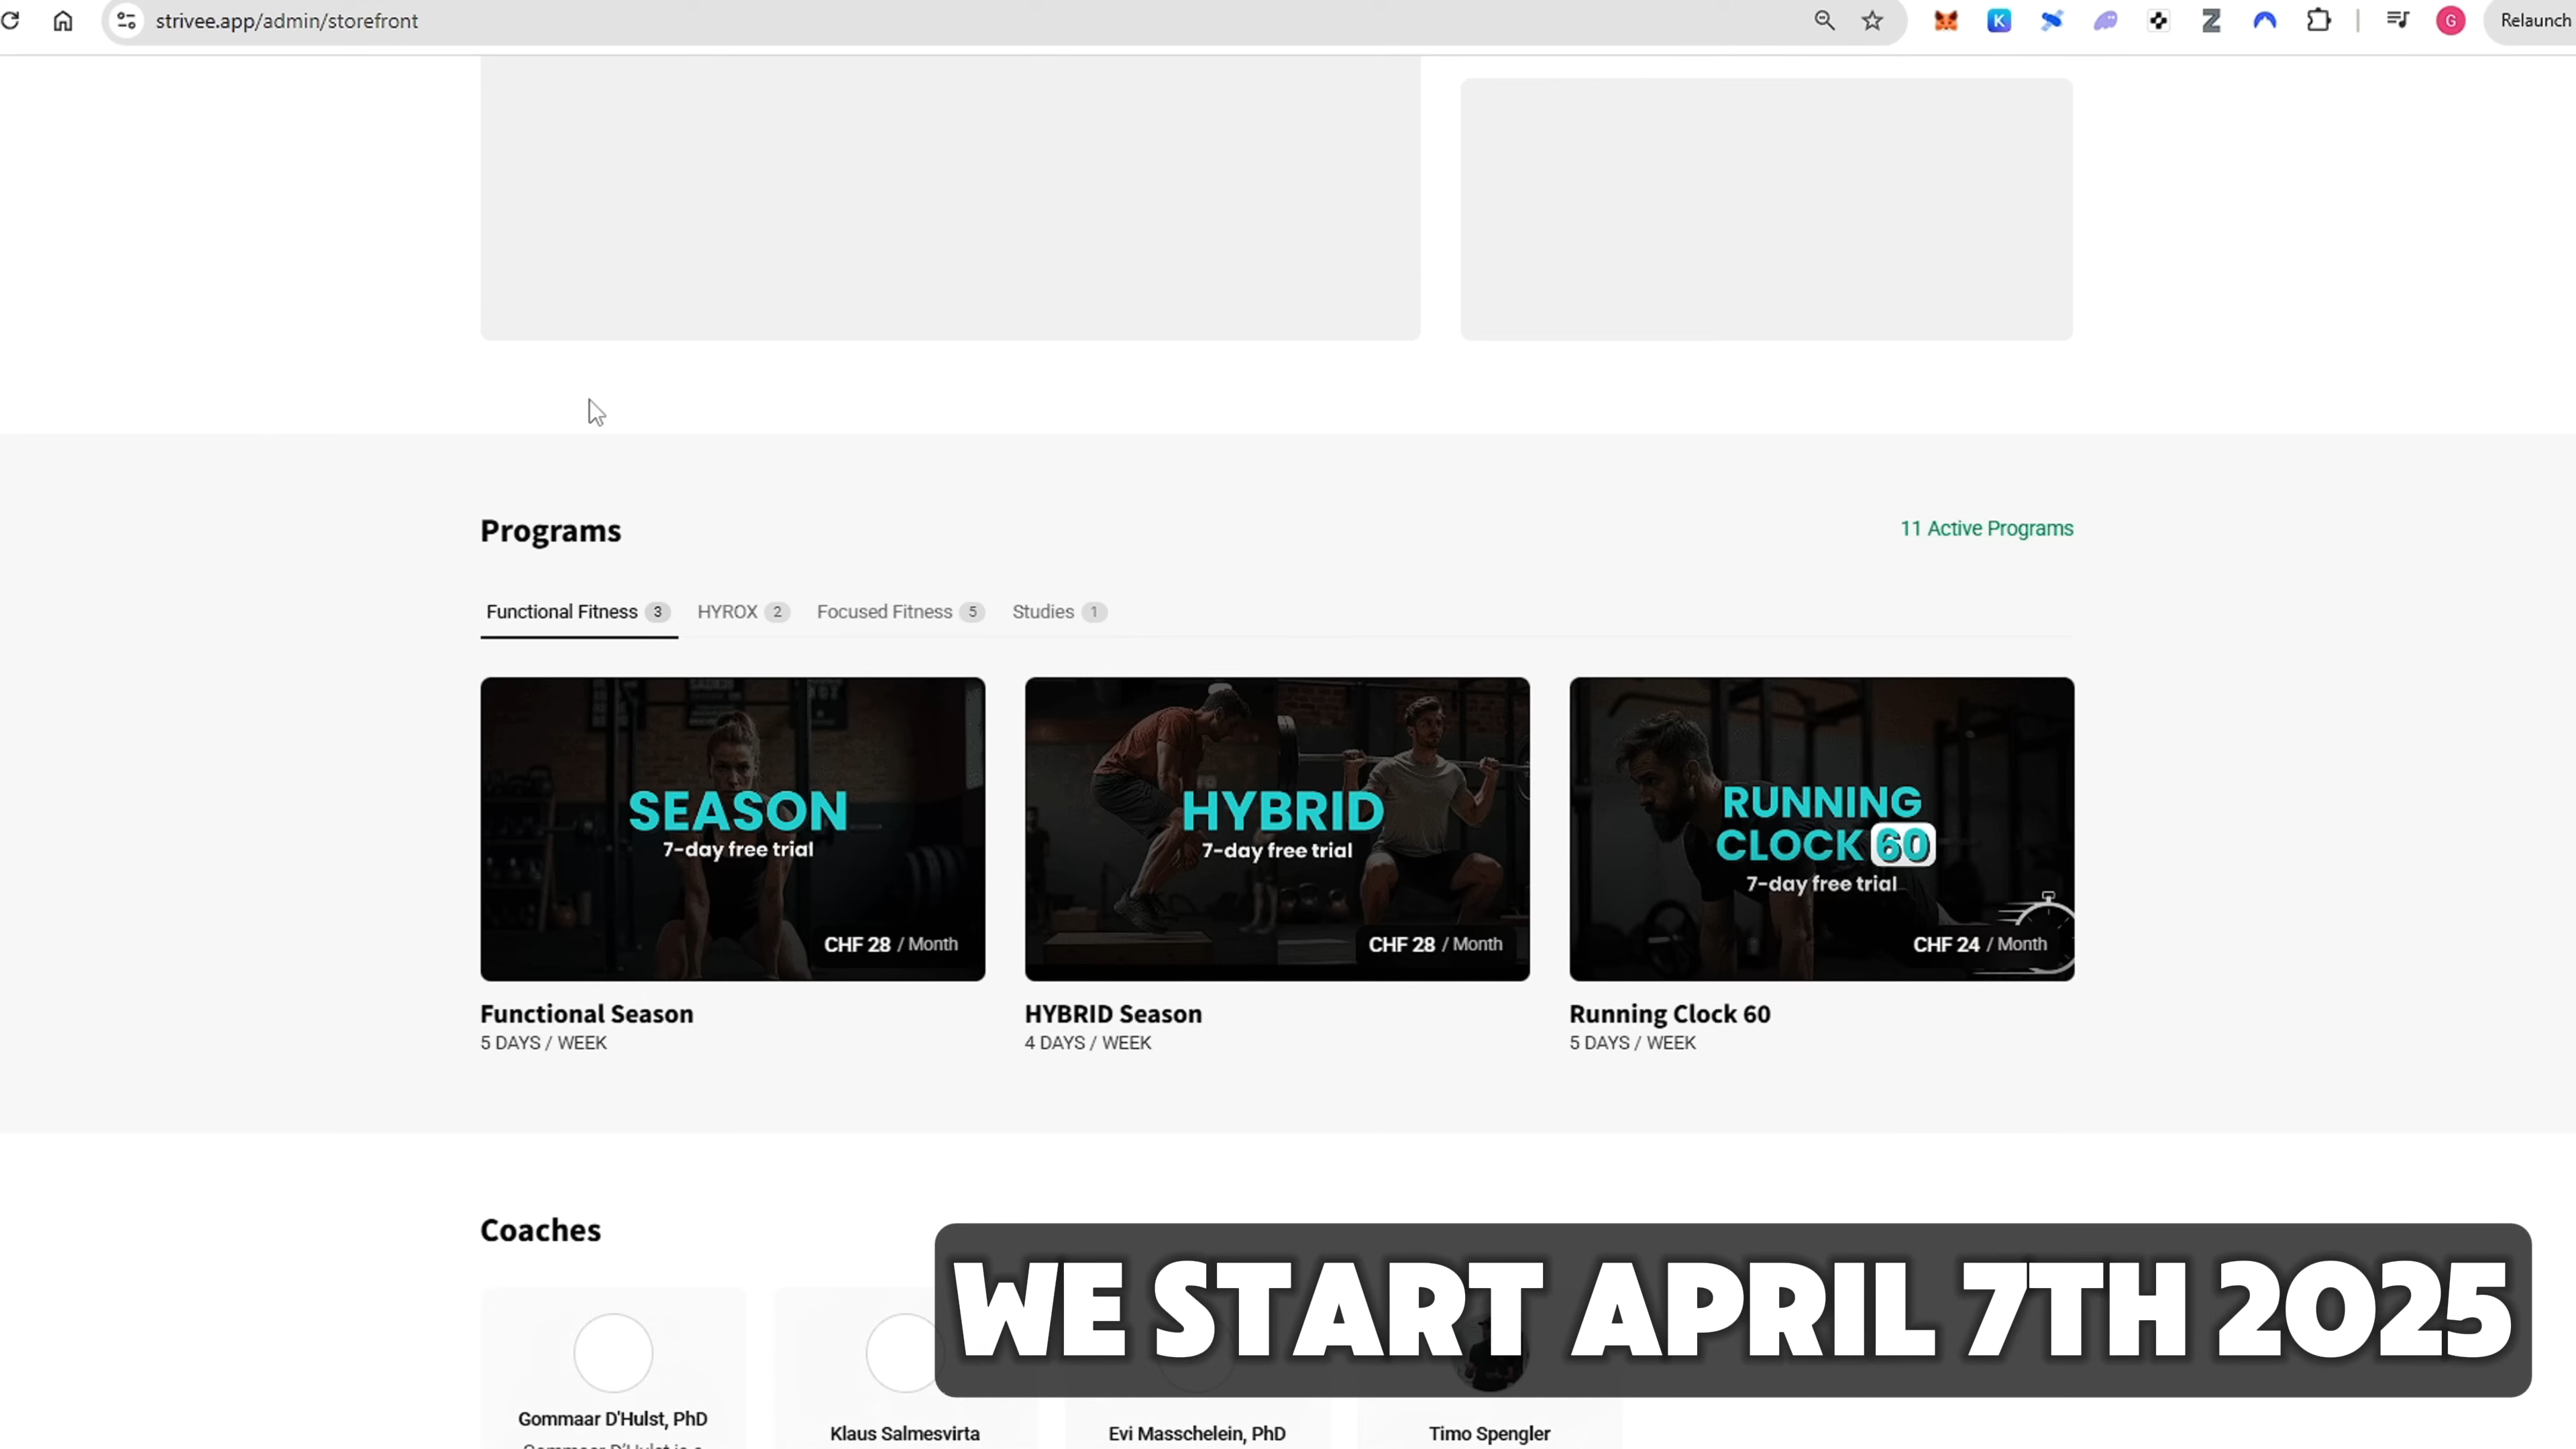 strivee.app/admin/storefront
Relaunch
Programs
11 Active Programs
Functional Fitness 3
HYROX 2
Focused Fitness 5
Studies 1
SEASON
7-day free trial
CHF 28 / Month
HYBRID
7-day free trial
CHF 28 / Month
RUNNING
CLOCK 60
7-day free trial
CHF 24 / Month
Functional Season
5 DAYS / WEEK
HYBRID Season
4 DAYS / WEEK
Running Clock 60
5 DAYS / WEEK
Coaches
WE START APRIL 7TH 2025
Gommaar D'Hulst, PhD
Klaus Salmesvirta
Evi Masschelein, PhD
Timo Spengler